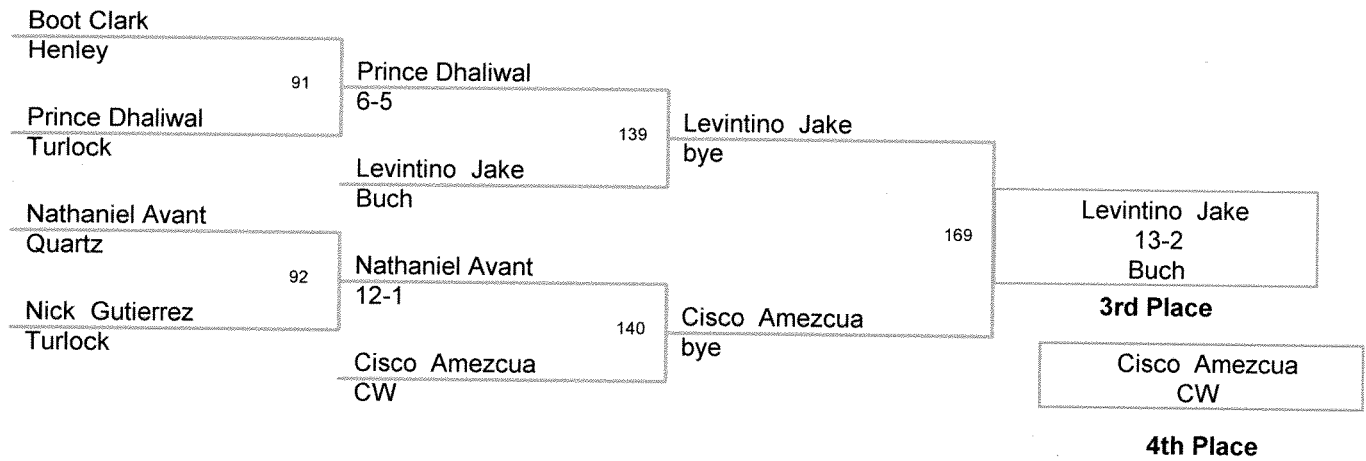 Boot Clark
Henley
91
Prince Dhaliwal
6-5
Prince Dhaliwal
Turlock
139
Levintino Jake
bye
Levintino Jake
Buch
Nathaniel Avant
Quartz
92
Nathaniel Avant
12-1
Nick Gutierrez
Turlock
140
Cisco Amezcua
bye
Cisco Amezcua
CW
169
Levintino Jake
13-2
Buch
3rd Place
Cisco Amezcua
CW
4th Place